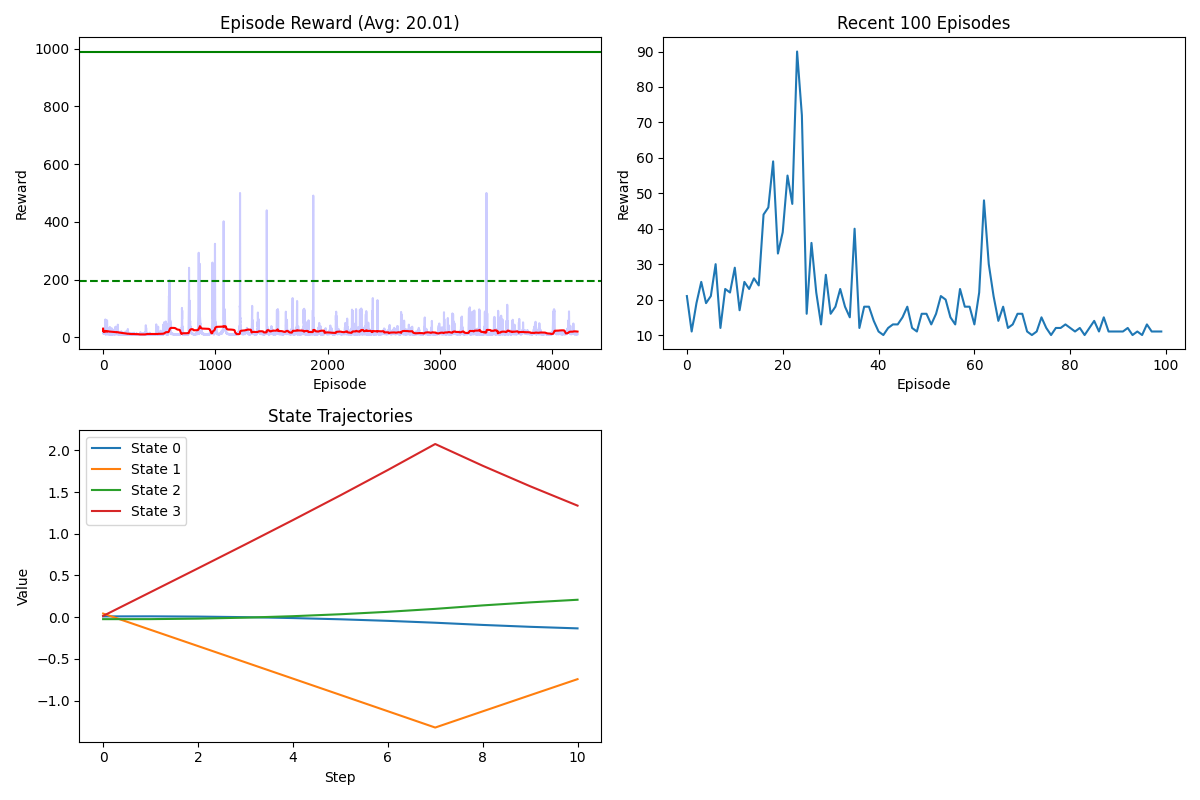 Episode Reward (Avg: 20.01)
Reward
1000
800
600
400
200
0
0 1000 2000 3000 4000
Episode
Recent 100 Episodes
Reward
90
80
70
60
50
40
30
20
10
0 20 40 60 80 100
Episode
State Trajectories
State 0
State 1
State 2
State 3
Value
2.0
1.5
1.0
0.5
0.0
−0.5
−1.0
0 2 4 6 8 10
Step